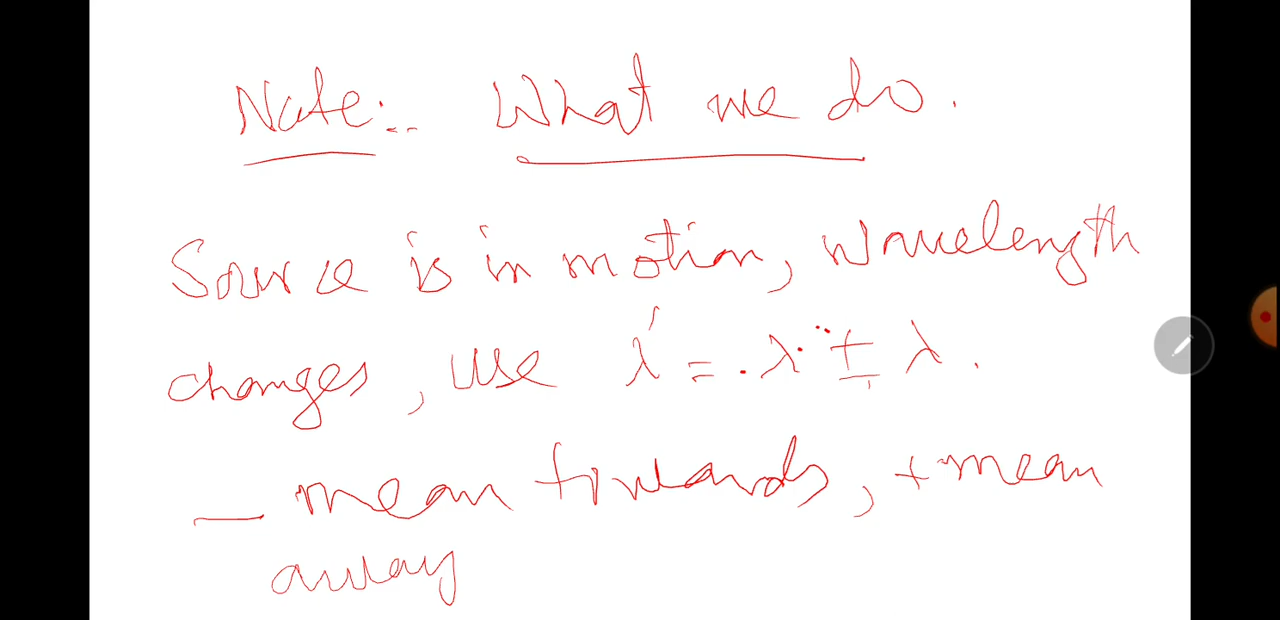 Note:- What we do.
Source is in motion, wavelength
changes, use λ' = λ ± λ.
- mean towards, + mean
away